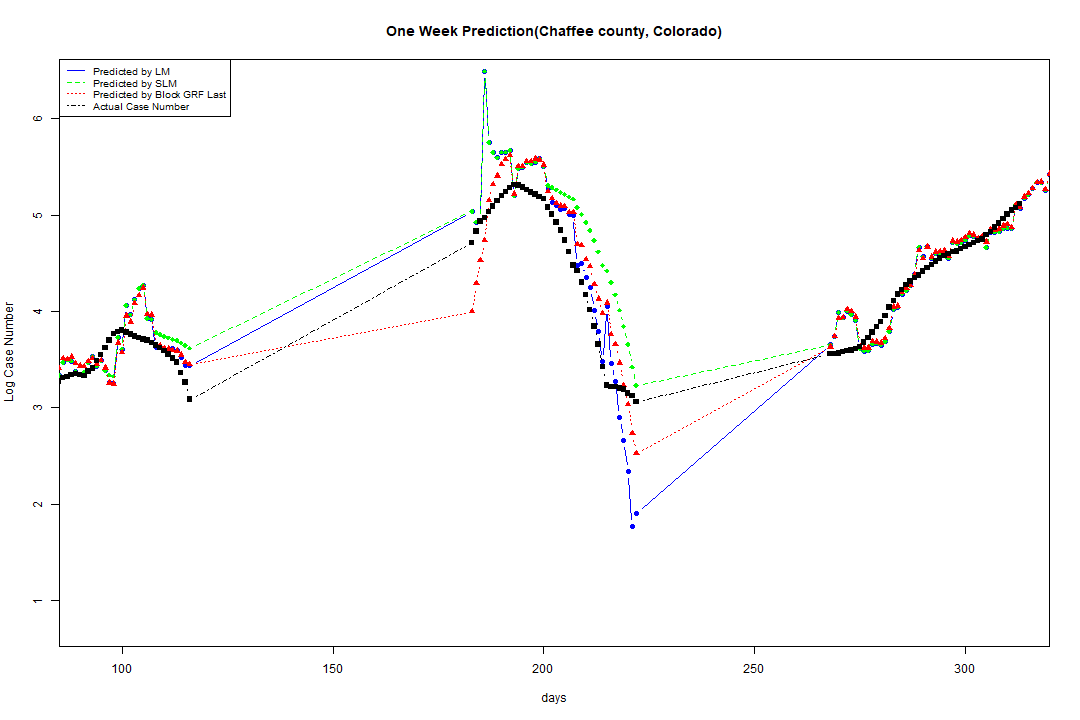 One Week Prediction(Chaffee county, Colorado)
Predicted by LM
Predicted by SLM
Predicted by Block GRF Last
Actual Case Number
Log Case Number
6
5
4
3
2
1
100
150
200
250
300
days